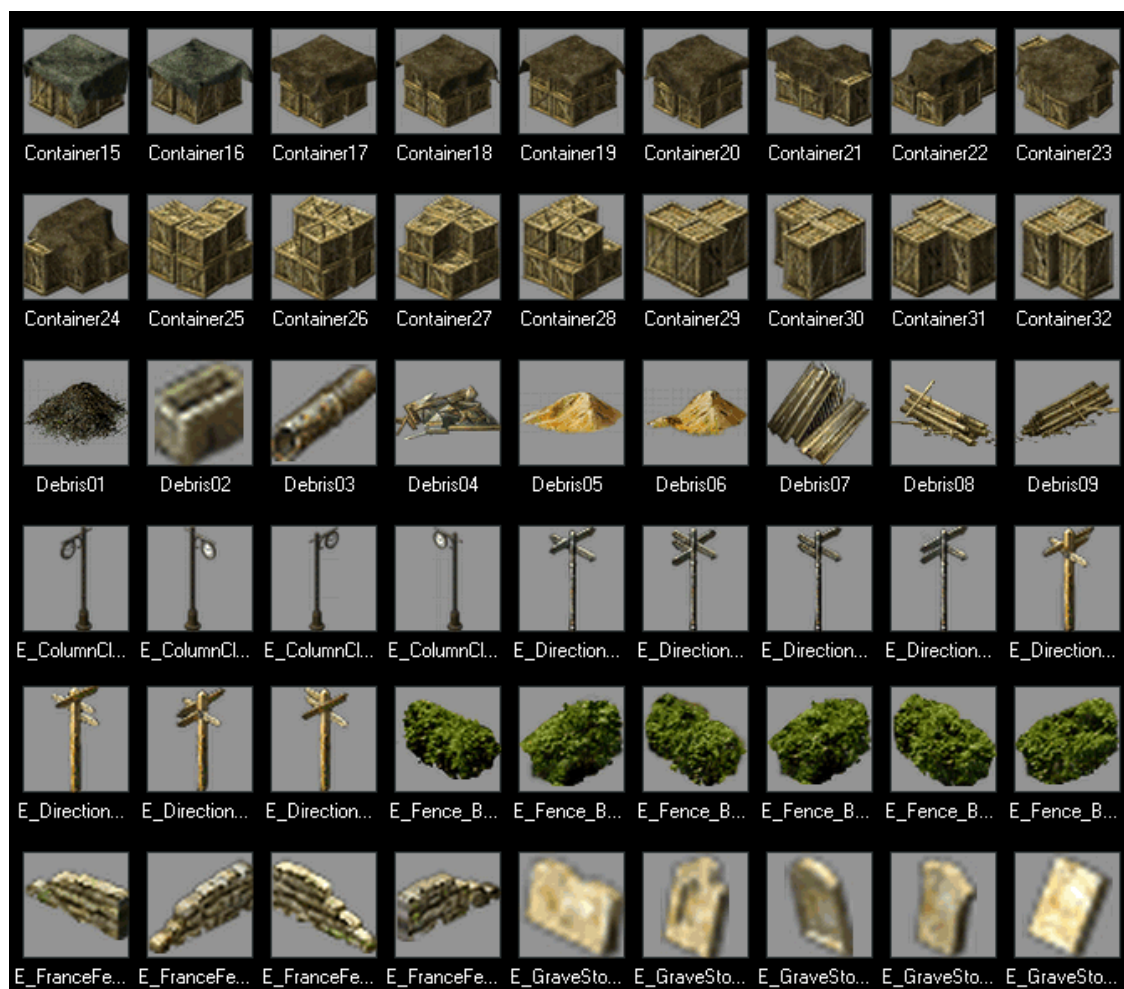 Container15 Container16 Container17 Container18 Container19 Container20 Container21 Container22 Container23
Container24 Container25 Container26 Container27 Container28 Container29 Container30 Container31 Container32
Debris01 Debris02 Debris03 Debris04 Debris05 Debris06 Debris07 Debris08 Debris09
E_ColumnCl... E_ColumnCl... E_ColumnCl... E_ColumnCl... E_Direction... E_Direction... E_Direction... E_Direction... E_Direction...
E_Direction... E_Direction... E_Direction... E_Fence_B... E_Fence_B... E_Fence_B... E_Fence_B... E_Fence_B... E_Fence_B...
E_FranceFe... E_FranceFe... E_FranceFe... E_FranceFe... E_GraveSto... E_GraveSto... E_GraveSto... E_GraveSto... E_GraveSto...